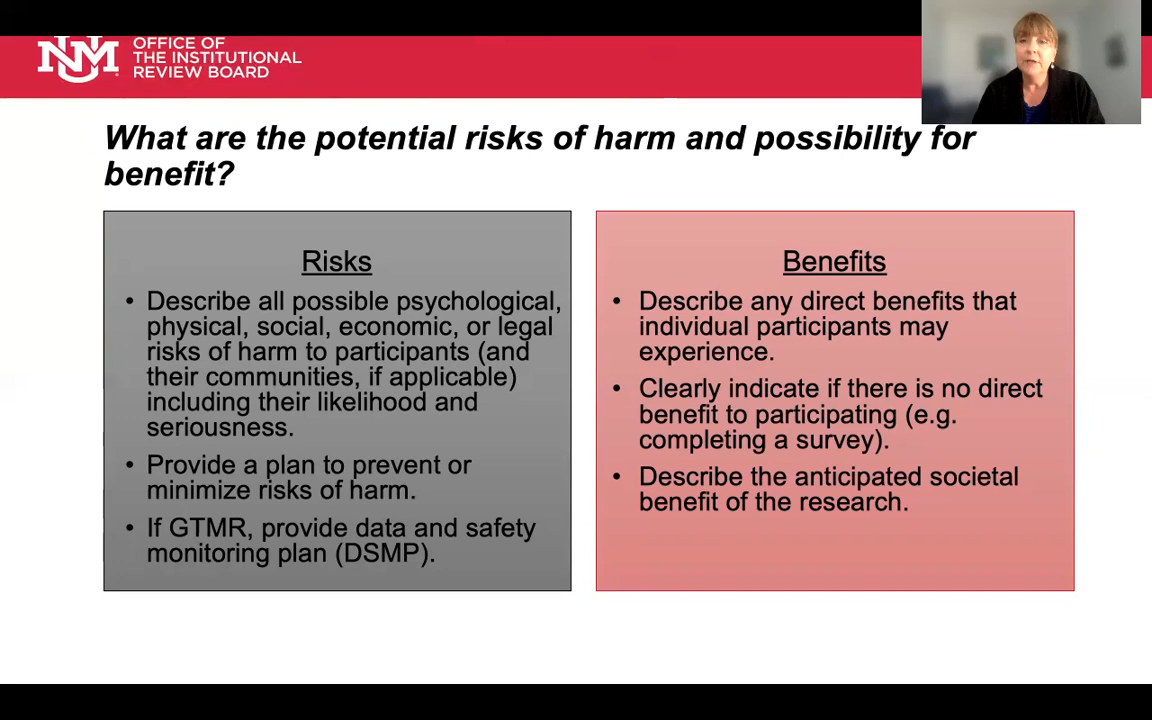 UNM
OFFICE OF
THE INSTITUTIONAL
REVIEW BOARD
What are the potential risks of harm and possibility for
benefit?
Risks
• Describe all possible psychological,
physical, social, economic, or legal
risks of harm to participants (and
their communities, if applicable)
including their likelihood and
seriousness.
• Provide a plan to prevent or
minimize risks of harm.
• If GTMR, provide data and safety
monitoring plan (DSMP).
Benefits
• Describe any direct benefits that
individual participants may
experience.
• Clearly indicate if there is no direct
benefit to participating (e.g.
completing a survey).
• Describe the anticipated societal
benefit of the research.